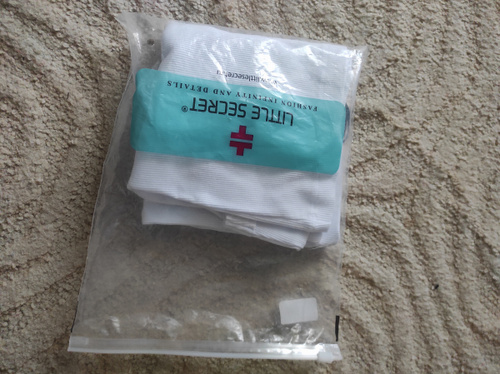 LITTLE SECRET®
FASHION INFINITY AND DETAILS